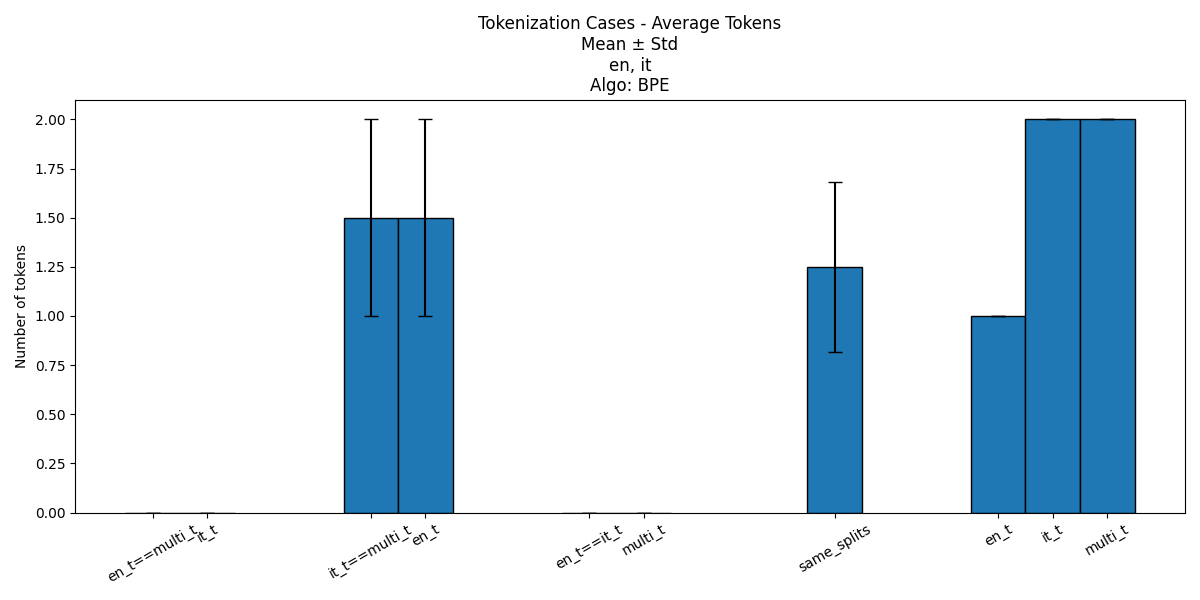 Tokenization Cases - Average Tokens
Mean ± Std
en, it
Algo: BPE
Number of tokens
2.00
1.75
1.50
1.25
1.00
0.75
0.50
0.25
0.00
en_t==multi_t
it_t
it_t==multi_t
en_t
en_t==it_t
multi_t
same_splits
en_t
it_t
multi_t